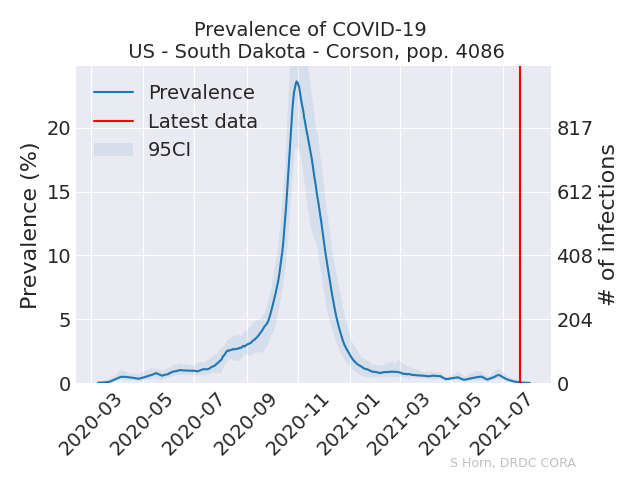 Prevalence of COVID-19
US - South Dakota - Corson, pop. 4086
Prevalence
Latest data
95CI
Prevalence (%)
20
15
10
5
0
817
612
408
204
0
# of infections
2020-03
2020-05
2020-07
2020-09
2020-11
2021-01
2021-03
2021-05
2021-07
S Horn, DRDC CORA